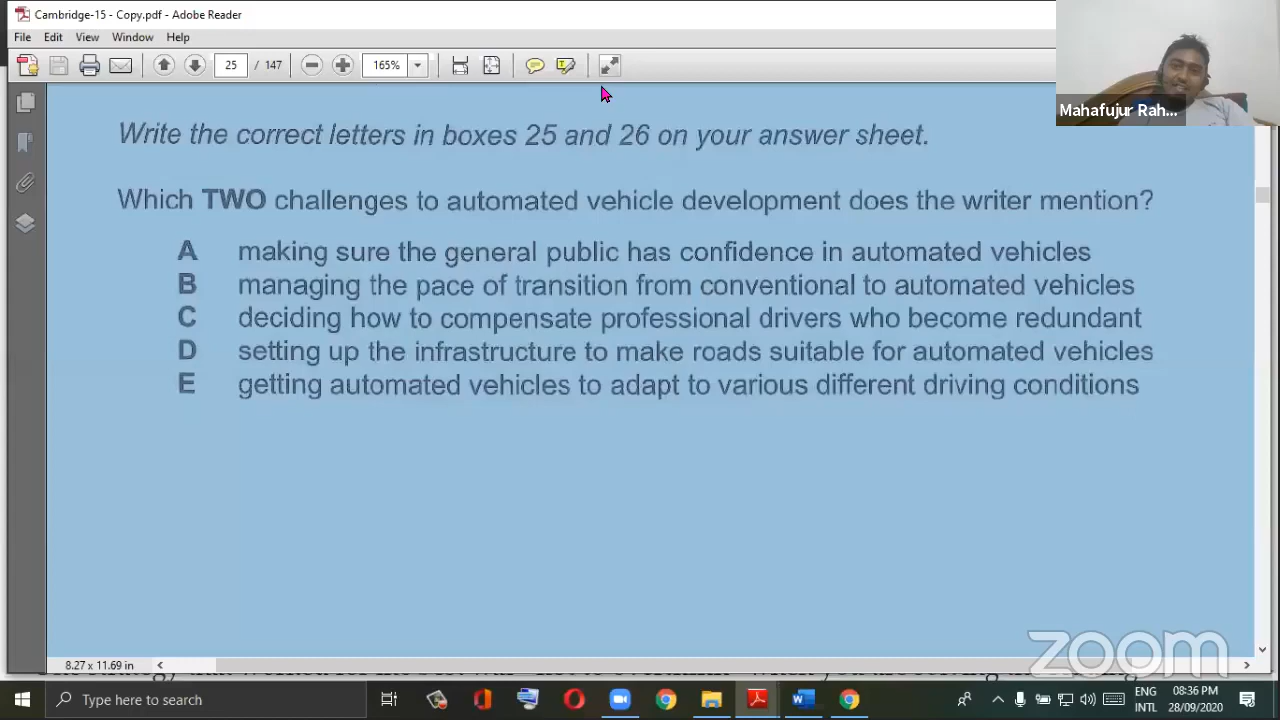 Cambridge-15 - Copy.pdf - Adobe Reader
File Edit View Window Help
25 / 147 165%
Mahafujur Rah...
Write the correct letters in boxes 25 and 26 on your answer sheet.
Which TWO challenges to automated vehicle development does the writer mention?
A making sure the general public has confidence in automated vehicles
B managing the pace of transition from conventional to automated vehicles
C deciding how to compensate professional drivers who become redundant
D setting up the infrastructure to make roads suitable for automated vehicles
E getting automated vehicles to adapt to various different driving conditions
zoom
8.27 x 11.69 in
Type here to search
ENG 08:36 PM
INTL 28/09/2020